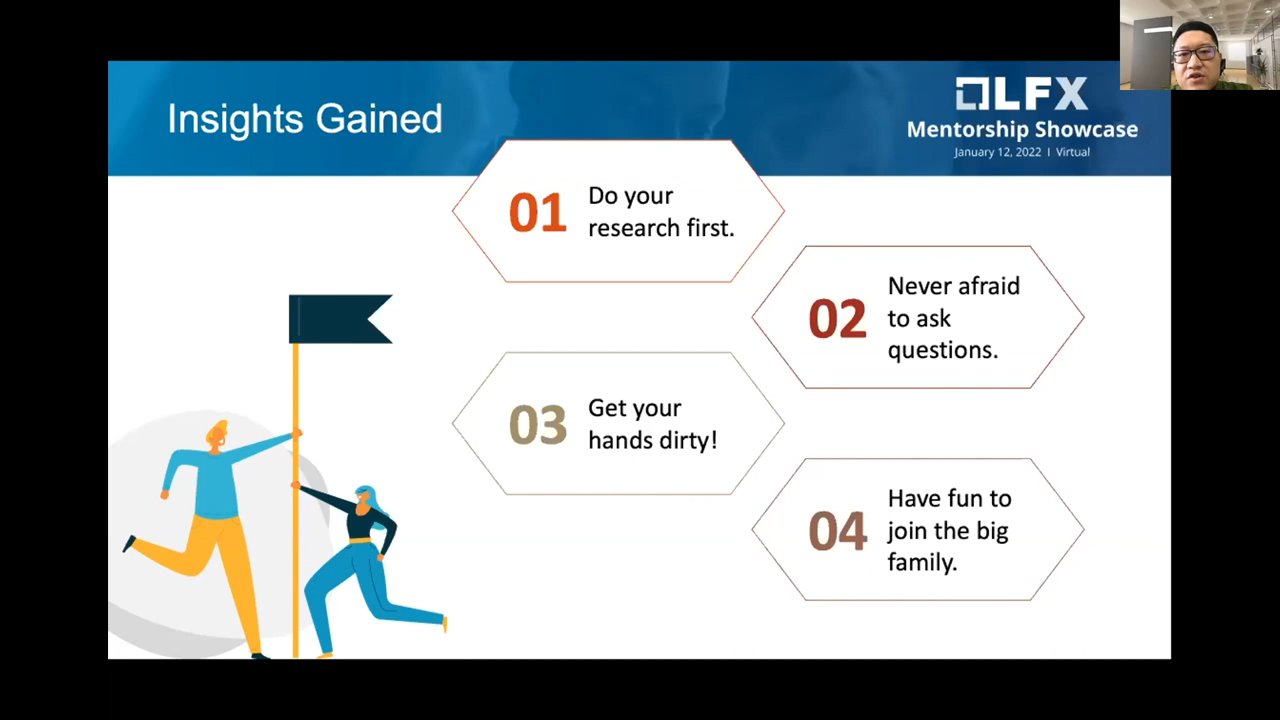 Insights Gained
LFX
Mentorship Showcase
January 12, 2022 | Virtual
01
Do your
research first.
02
Never afraid
to ask
questions.
03
Get your
hands dirty!
04
Have fun to
join the big
family.